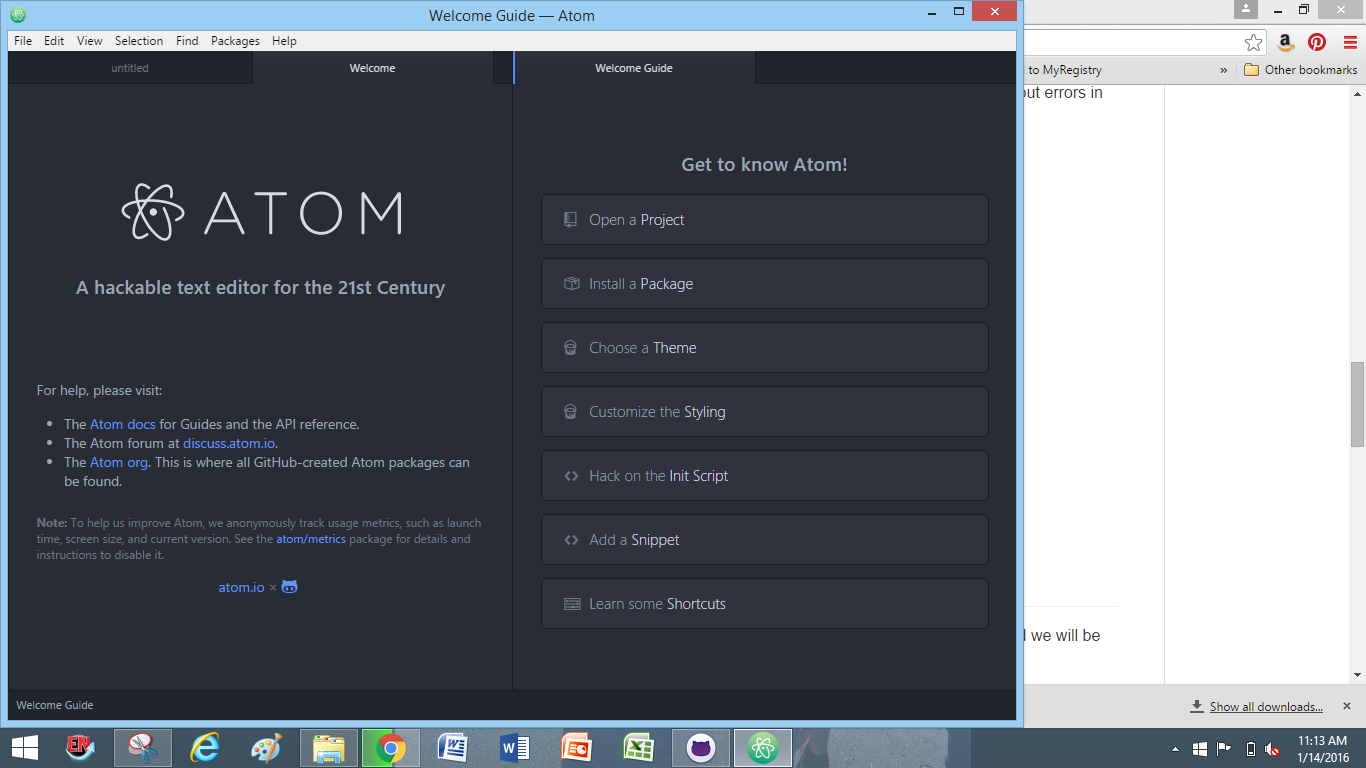 Welcome Guide — Atom
File Edit View Selection Find Packages Help
untitled
Welcome
Welcome Guide
ATOM
A hackable text editor for the 21st Century
For help, please visit:
• The Atom docs for Guides and the API reference.
• The Atom forum at discuss.atom.io.
• The Atom org. This is where all GitHub-created Atom packages can
be found.
Note: To help us improve Atom, we anonymously track usage metrics, such as launch
time, screen size, and current version. See the atom/metrics package for details and
instructions to disable it.
atom.io ×
Get to know Atom!
Open a Project
Install a Package
Choose a Theme
Customize the Styling
Hack on the Init Script
Add a Snippet
Learn some Shortcuts
Welcome Guide
to MyRegistry
» Other bookmarks
errors in
we will be
Show all downloads...
EN
11:13 AM
1/14/2016